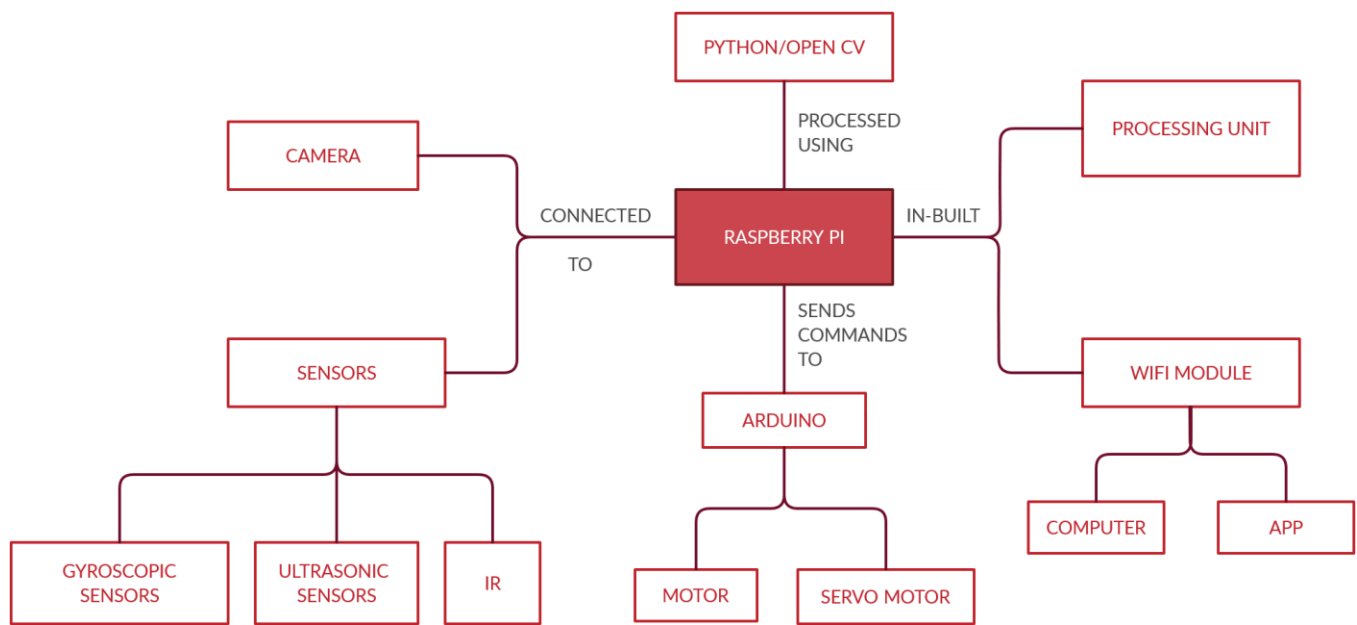 PYTHON/OPEN CV
PROCESSED
USING
PROCESSING UNIT
CAMERA
CONNECTED
TO
RASPBERRY PI
IN-BUILT
SENDS
COMMANDS
TO
SENSORS
WIFI MODULE
ARDUINO
COMPUTER
APP
GYROSCOPIC
SENSORS
ULTRASONIC
SENSORS
IR
MOTOR
SERVO MOTOR